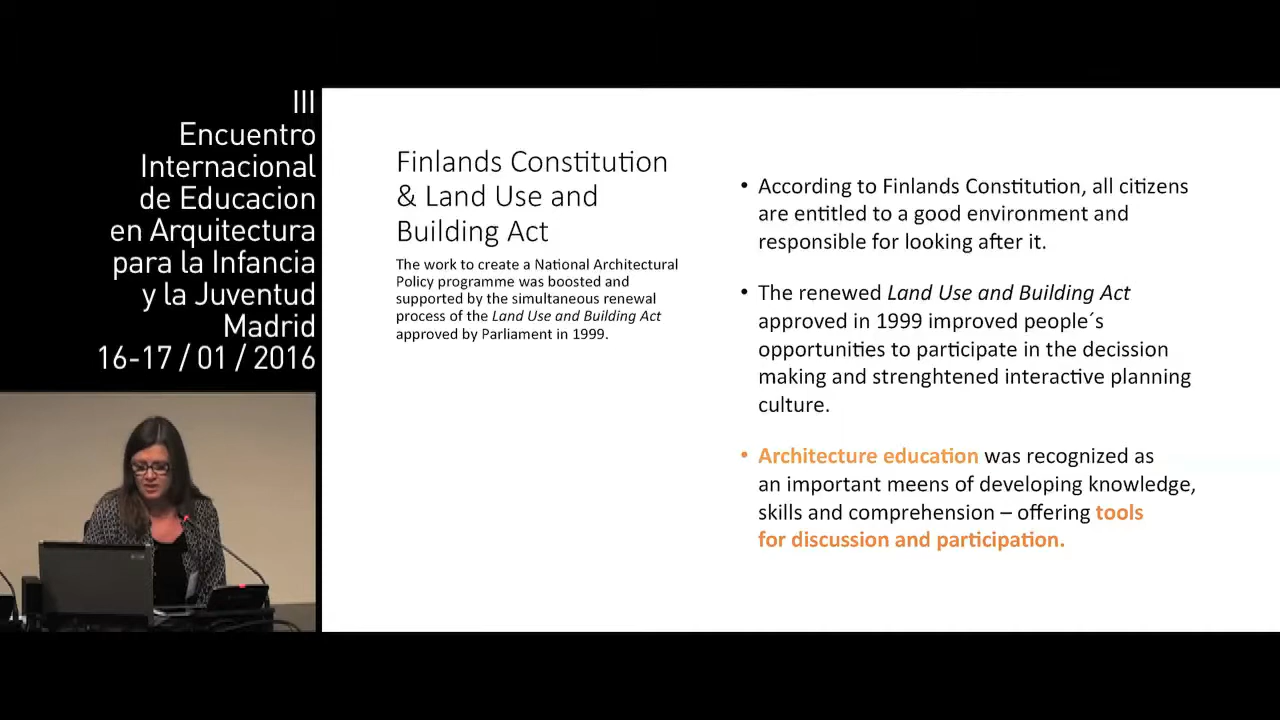 III
Encuentro
Internacional
de Educacion
en Arquitectura
para la Infancia
y la Juventud
Madrid
16-17 / 01 / 2016
Finlands Constitution
& Land Use and
Building Act
The work to create a National Architectural
Policy programme was boosted and
supported by the simultaneous renewal
process of the Land Use and Building Act
approved by Parliament in 1999.
• According to Finlands Constitution, all citizens
are entitled to a good environment and
responsible for looking after it.
• The renewed Land Use and Building Act
approved in 1999 improved people´s
opportunities to participate in the decission
making and strenghtened interactive planning
culture.
• Architecture education was recognized as
an important meens of developing knowledge,
skills and comprehension – offering tools
for discussion and participation.